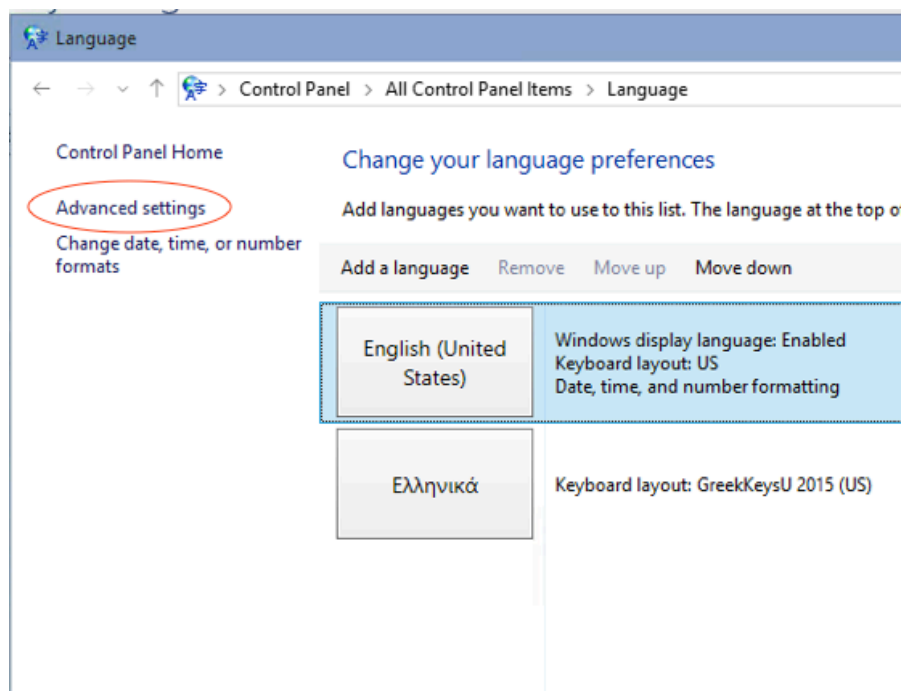 Language
Control Panel > All Control Panel Items > Language
Control Panel Home
Advanced settings
Change date, time, or number
formats
Change your language preferences
Add languages you want to use to this list. The language at the top
Add a language Remove Move up Move down
English (United
States)
Windows display language: Enabled
Keyboard layout: US
Date, time, and number formatting
Ελληνικά
Keyboard layout: GreekKeysU 2015 (US)